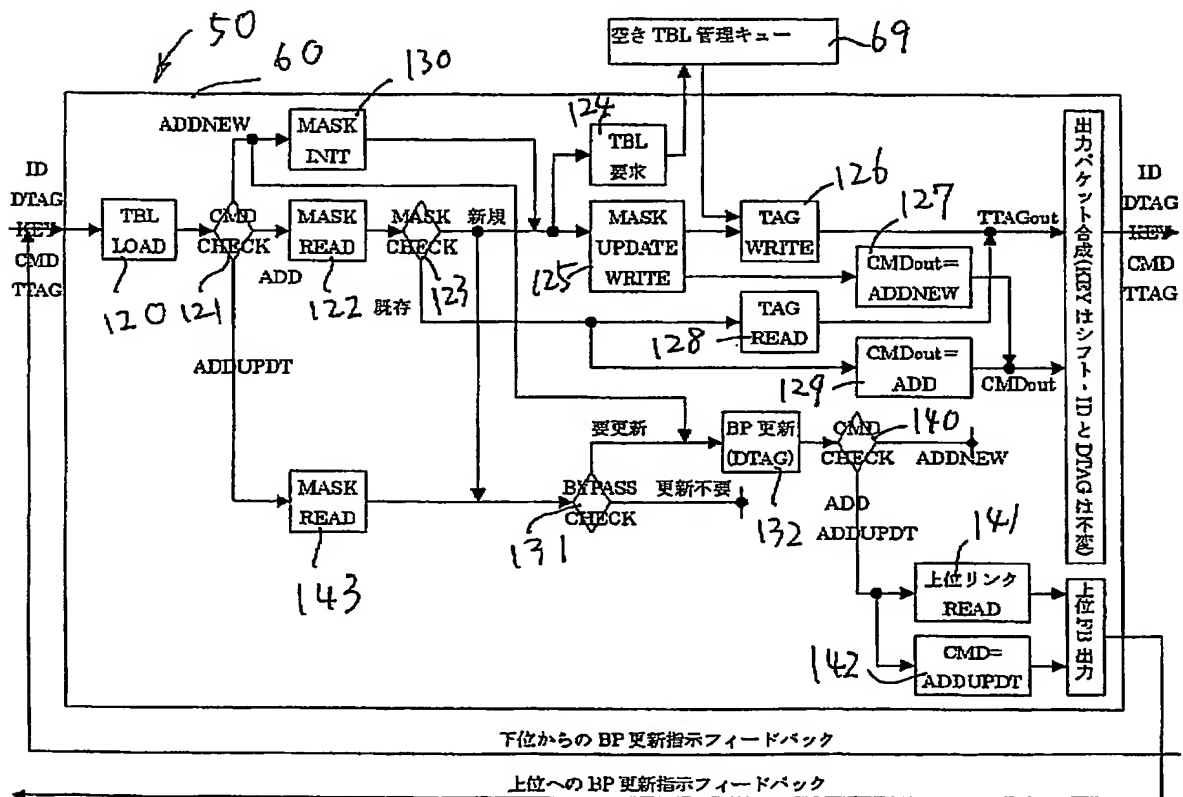 50
60
130
空き TBL 管理キュー
69
124
ADDNEW
MASK
INIT
TBL
要求
126
127
ID
DTAG
KEY
CMD
TTAG
TBL
LOAD
CMD
CHECK
MASK
READ
MASK
CHECK
新規
MASK
UPDATE
WRITE
TAG
WRITE
TTAGout
CMDout=
ADDNEW
ID
DTAG
KEY
CMD
TTAG
120
121
ADD
122
既存
123
125
TAG
READ
128
CMDout=
ADD
129
CMDout
ADDUPDT
要更新
BP 更新
(DTAG)
CMD
CHECK
140
ADDNEW
MASK
READ
143
BYPASS
CHECK
更新不要
131
132
ADD
ADDUPDT
141
上位リンク
READ
142
CMD=
ADDUPDT
出力パケット合成(KEYはシフト・IDとDTAGは不変)
上位PE出力
下位からの BP 更新指示フィードバック
上位への BP 更新指示フィードバック